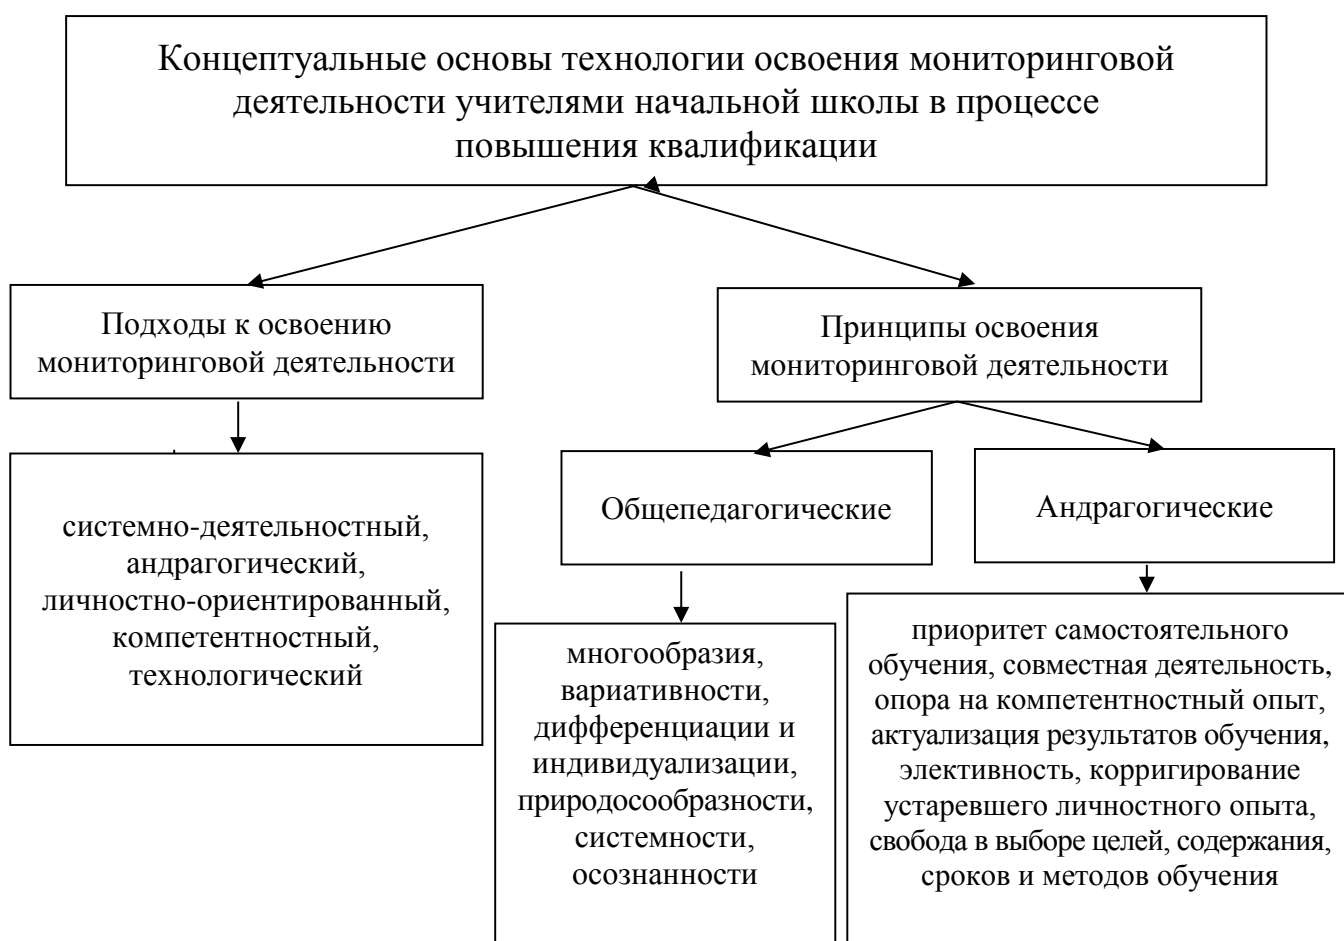 Концептуальные основы технологии освоения мониторинговой
деятельности учителями начальной школы в процессе
повышения квалификации
Подходы к освоению
мониторинговой деятельности
Принципы освоения
мониторинговой деятельности
системно-деятельностный,
андрагогический,
личностно-ориентированный,
компетентностный,
технологический
Общепедагогические
Андрагогические
многообразия,
вариативности,
дифференциации и
индивидуализации,
природосообразности,
системности,
осознанности
приоритет самостоятельного
обучения, совместная деятельность,
опора на компетентностный опыт,
актуализация результатов обучения,
элективность, корригирование
устаревшего личностного опыта,
свобода в выборе целей, содержания,
сроков и методов обучения